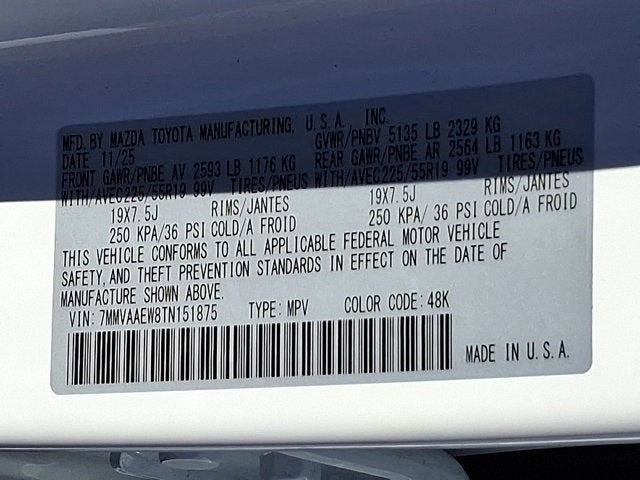 MFD. BY MAZDA TOYOTA MANUFACTURING, U.S.A., INC.
DATE 11/25 GVWR/PNBV 5135 LB 2329 KG
FRONT GAWR/PNBE AV 2593 LB 1176 KG REAR GAWR/PNBE AR 2564 LB 1163 KG
WITH/AVEC225/55R19 99V TIRES/PNEUS WITH/AVEC225/55R19 99V TIRES/PNEUS
19X7.5J RIMS/JANTES 19X7.5J RIMS/JANTES
250 KPA/36 PSI COLD/A FROID 250 KPA/ 36 PSI COLD/A FROID
THIS VEHICLE CONFORMS TO ALL APPLICABLE FEDERAL MOTOR VEHICLE
SAFETY, AND THEFT PREVENTION STANDARDS IN EFFECT ON THE DATE OF
MANUFACTURE SHOWN ABOVE.
VIN: 7MMVAAEW8TN151875 TYPE: MPV COLOR CODE: 48K
MADE IN U.S.A.